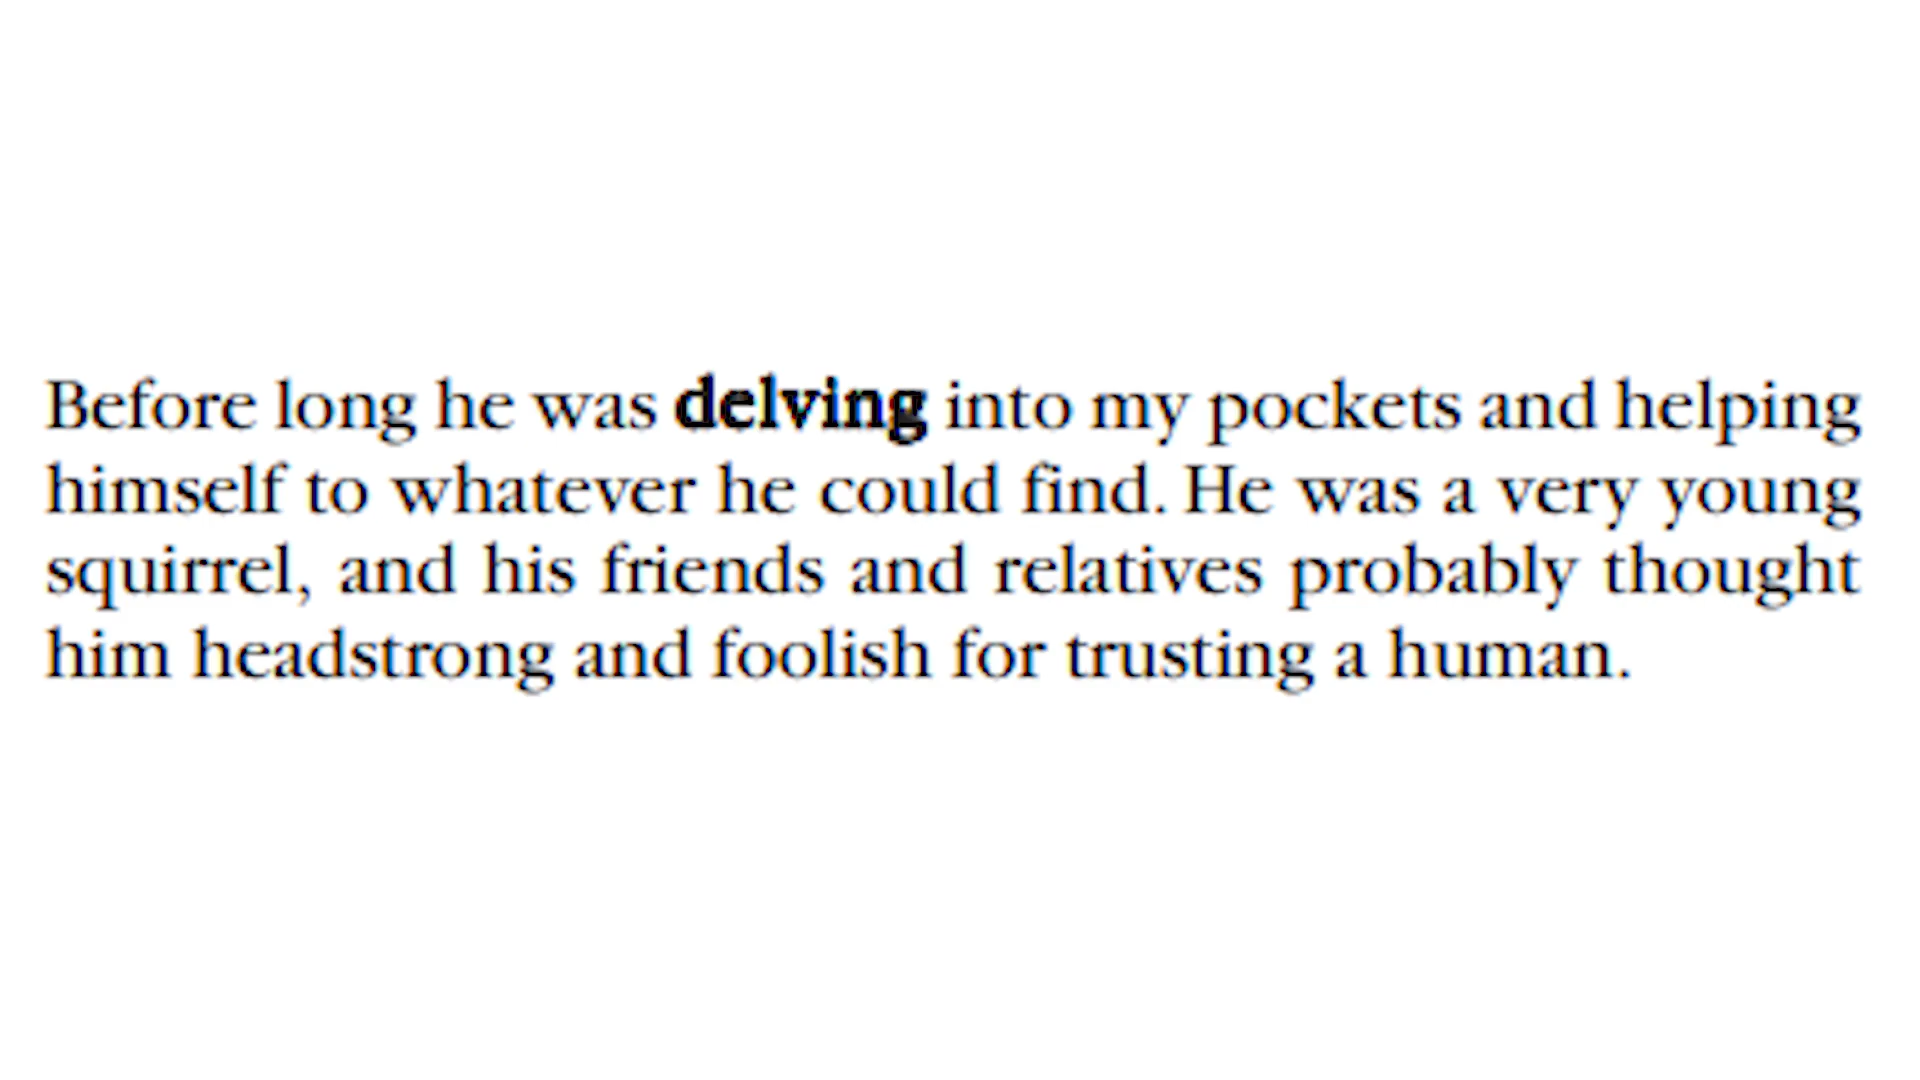 Before long he was delving into my pockets and helping
himself to whatever he could find. He was a very young
squirrel, and his friends and relatives probably thought
him headstrong and foolish for trusting a human.